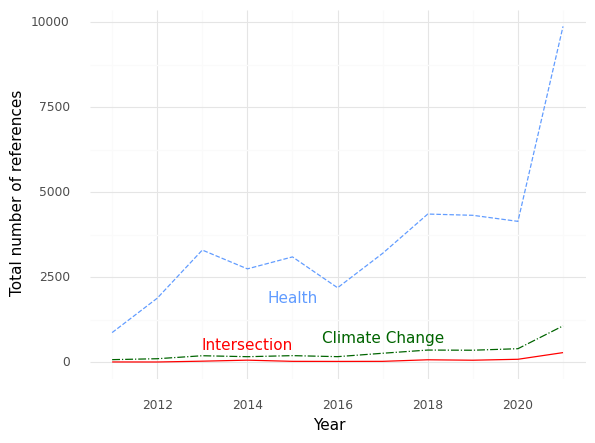 10000
7500
5000
2500
0
Total number of references
Health
Climate Change
Intersection
2012 2014 2016 2018 2020
Year